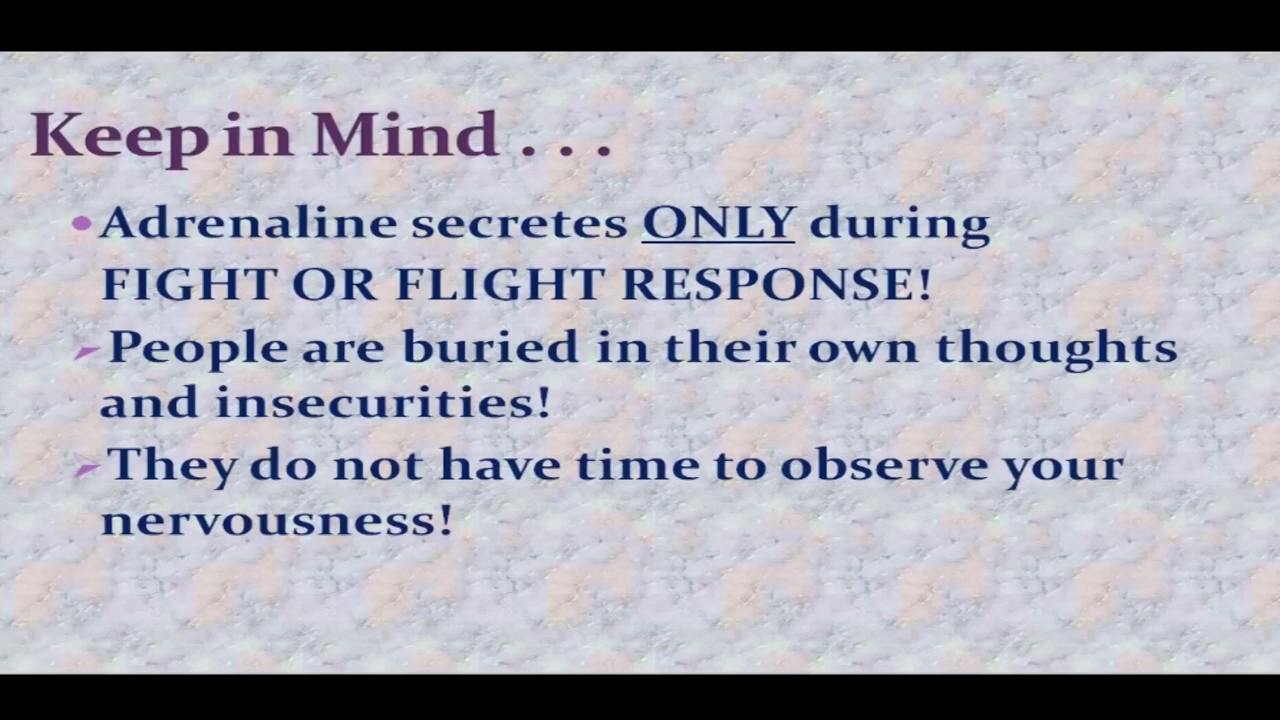 Keep in Mind . . .
• Adrenaline secretes ONLY during
FIGHT OR FLIGHT RESPONSE!
➢ People are buried in their own thoughts
and insecurities!
➢ They do not have time to observe your
nervousness!